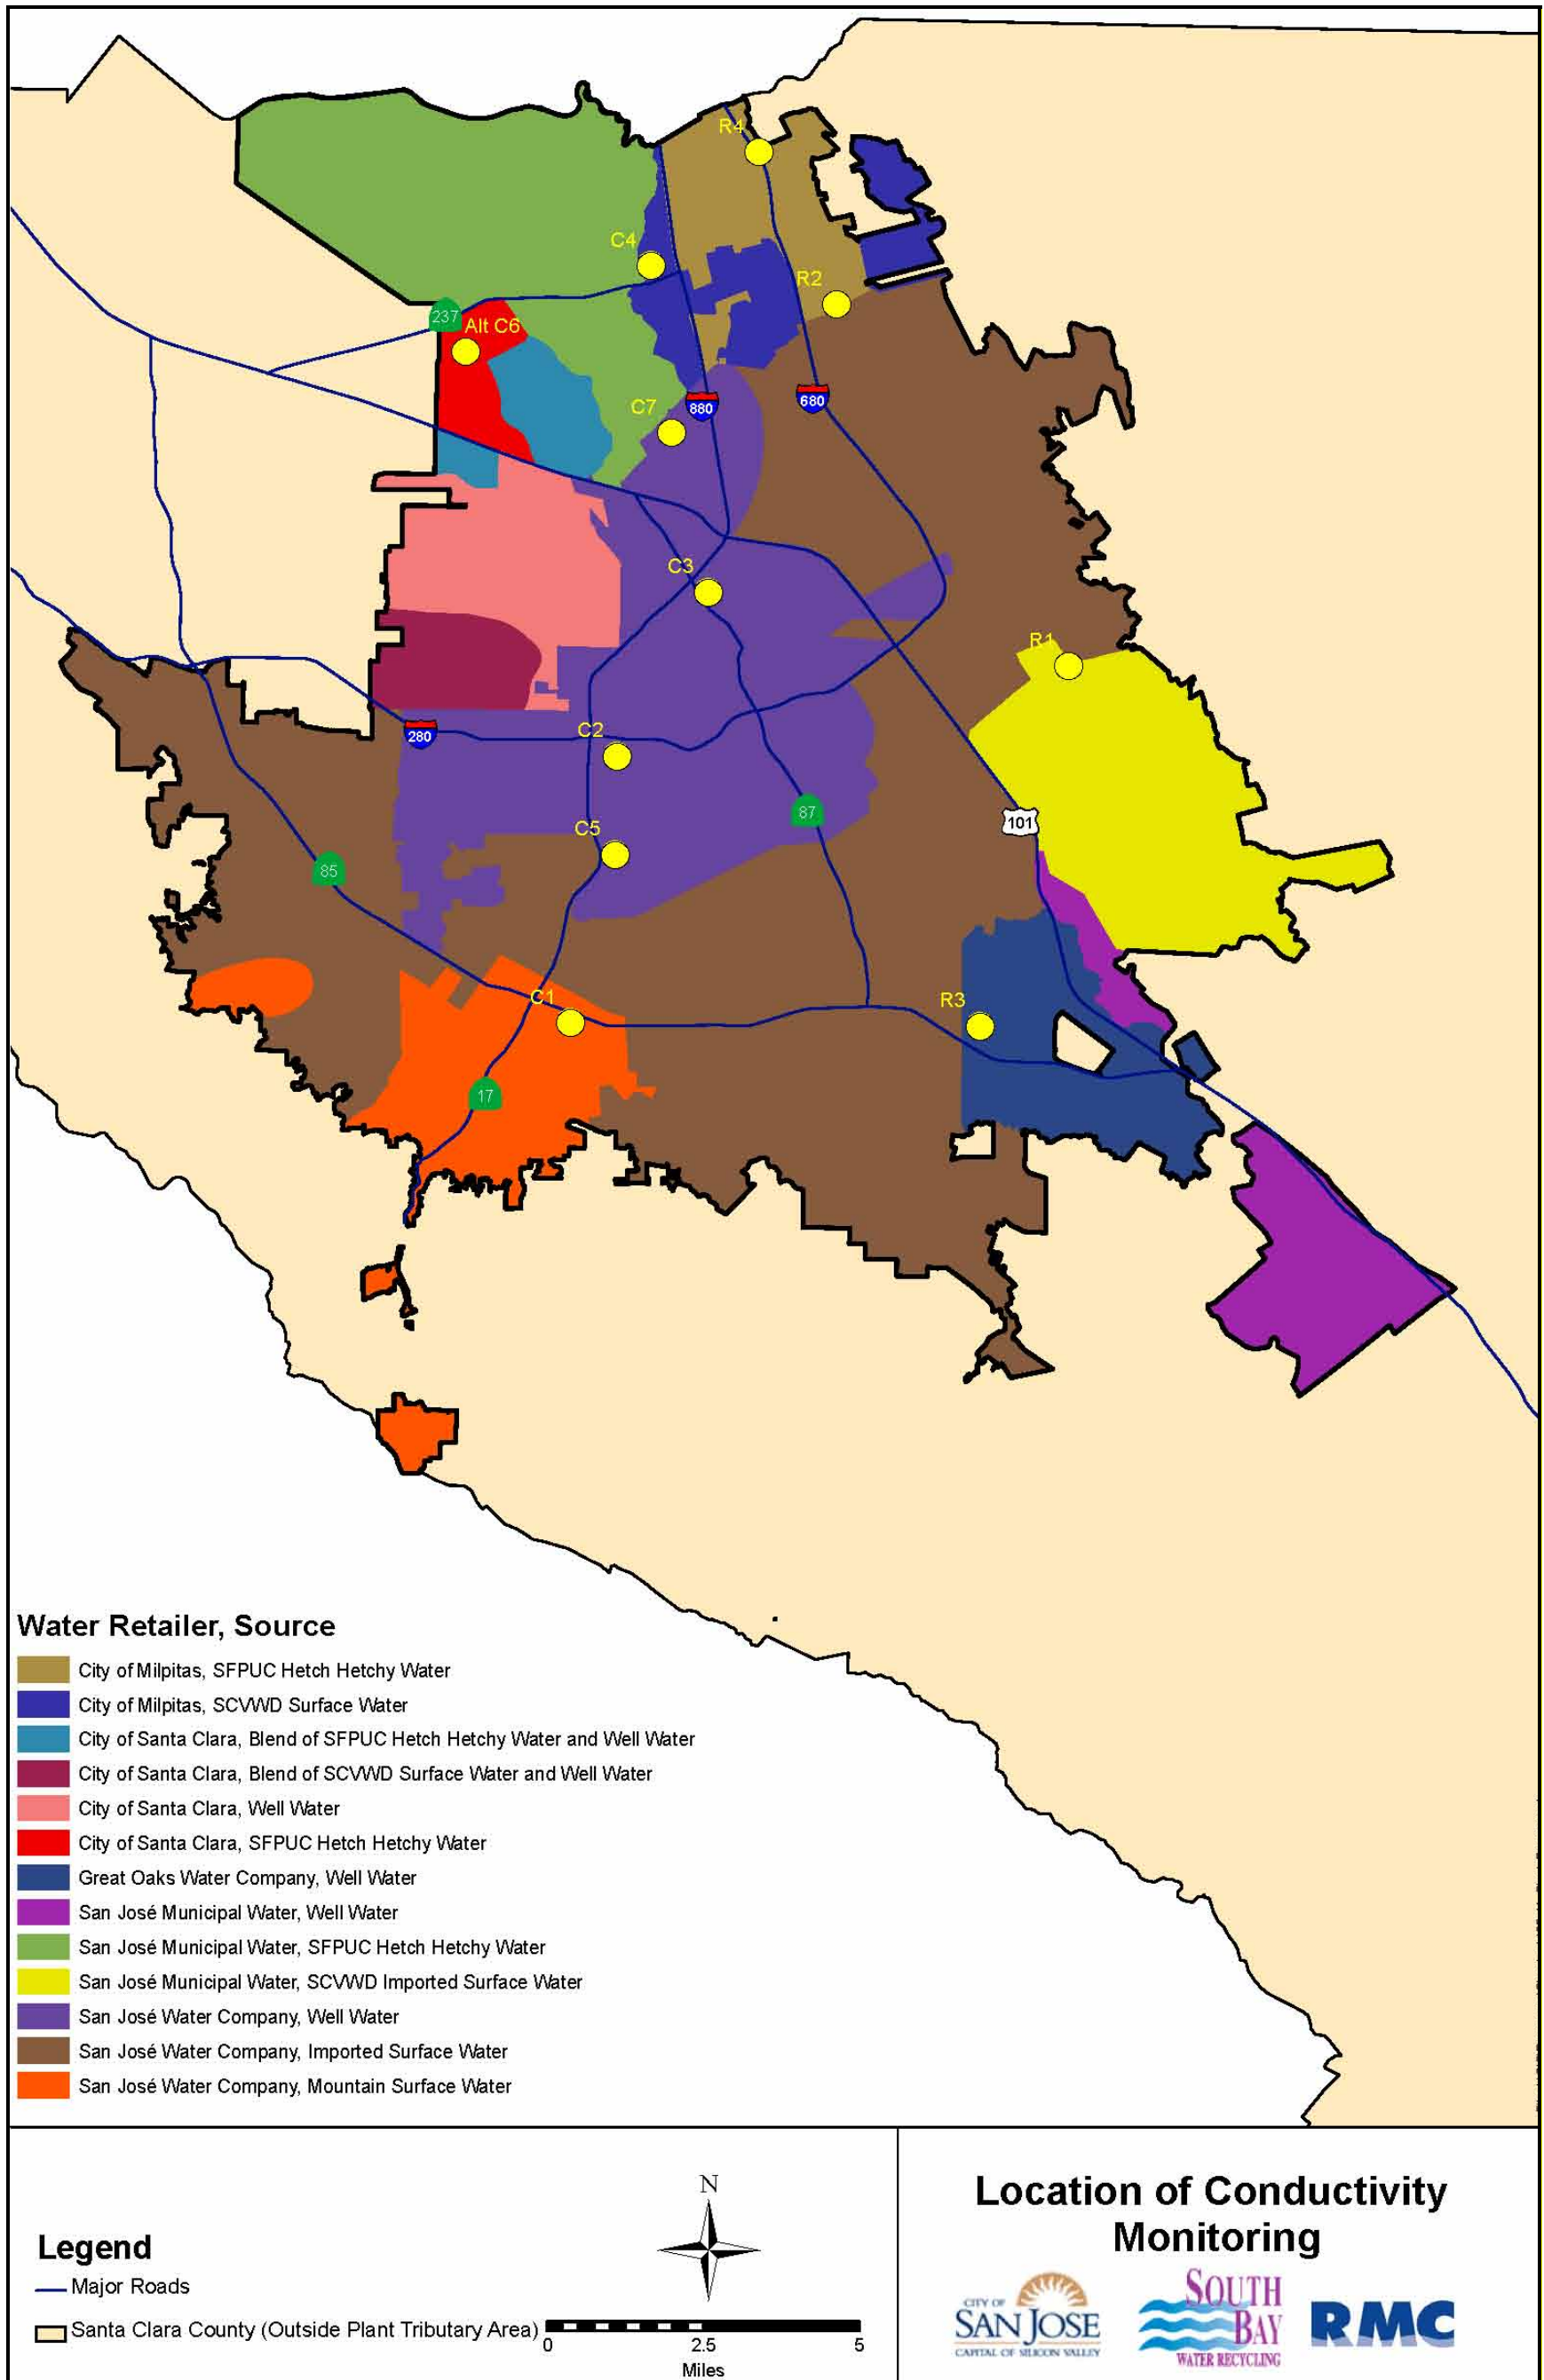 R4
C4
R2
237
Alt C6
C7
880
680
C3
R1
280
C2
87
101
C5
85
C1
R3
17
Water Retailer, Source
City of Milpitas, SFPUC Hetch Hetchy Water
City of Milpitas, SCVWD Surface Water
City of Santa Clara, Blend of SFPUC Hetch Hetchy Water and Well Water
City of Santa Clara, Blend of SCVWD Surface Water and Well Water
City of Santa Clara, Well Water
City of Santa Clara, SFPUC Hetch Hetchy Water
Great Oaks Water Company, Well Water
San José Municipal Water, Well Water
San José Municipal Water, SFPUC Hetch Hetchy Water
San José Municipal Water, SCVWD Imported Surface Water
San José Water Company, Well Water
San José Water Company, Imported Surface Water
San José Water Company, Mountain Surface Water
Legend
Major Roads
Santa Clara County (Outside Plant Tributary Area)
N
0 2.5 5
Miles
Location of Conductivity
Monitoring
CITY OF
SAN JOSE
CAPITAL OF SILICON VALLEY
SOUTH
BAY
WATER RECYCLING
RMC